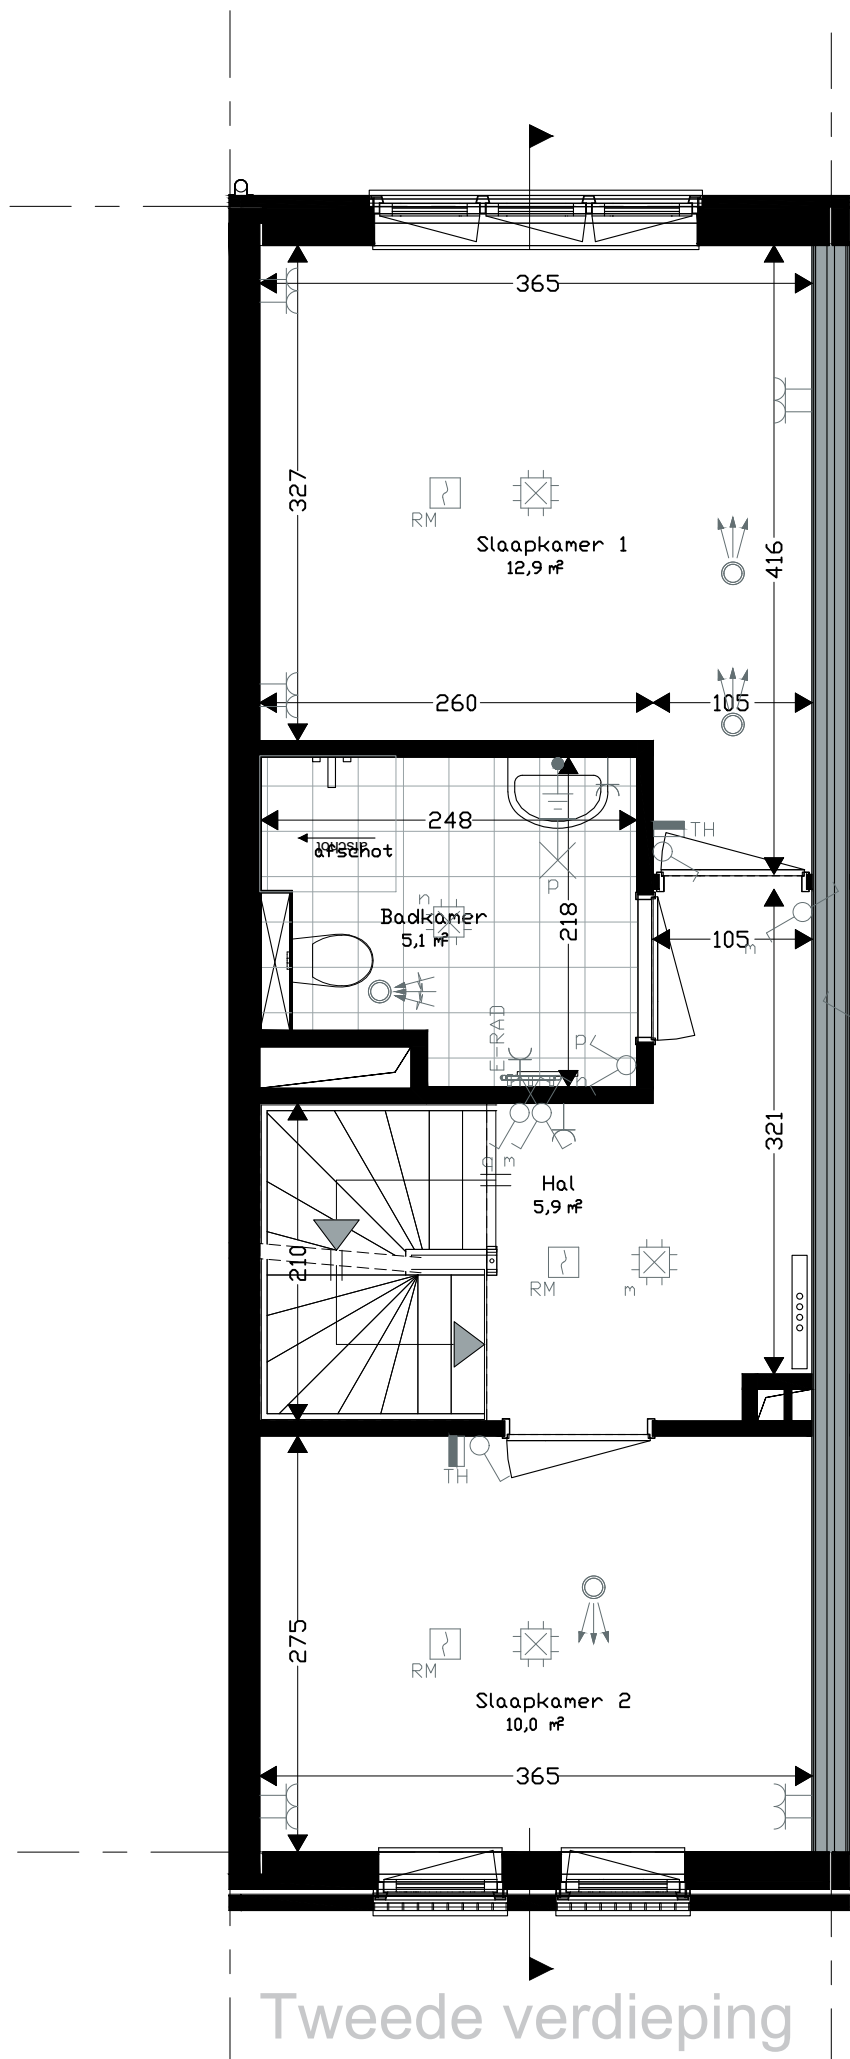 365
327
416
RM
Slaapkamer 1
12,9 m²
260
105
248
TH
afschot
afschot
p
n
Badkamer
5,1 m²
218
105
m
E-RAD
p
n
321
q m
Hal
5,9 m²
210
RM
m
TH
275
RM
Slaapkamer 2
10,0 m²
365
Tweede verdieping